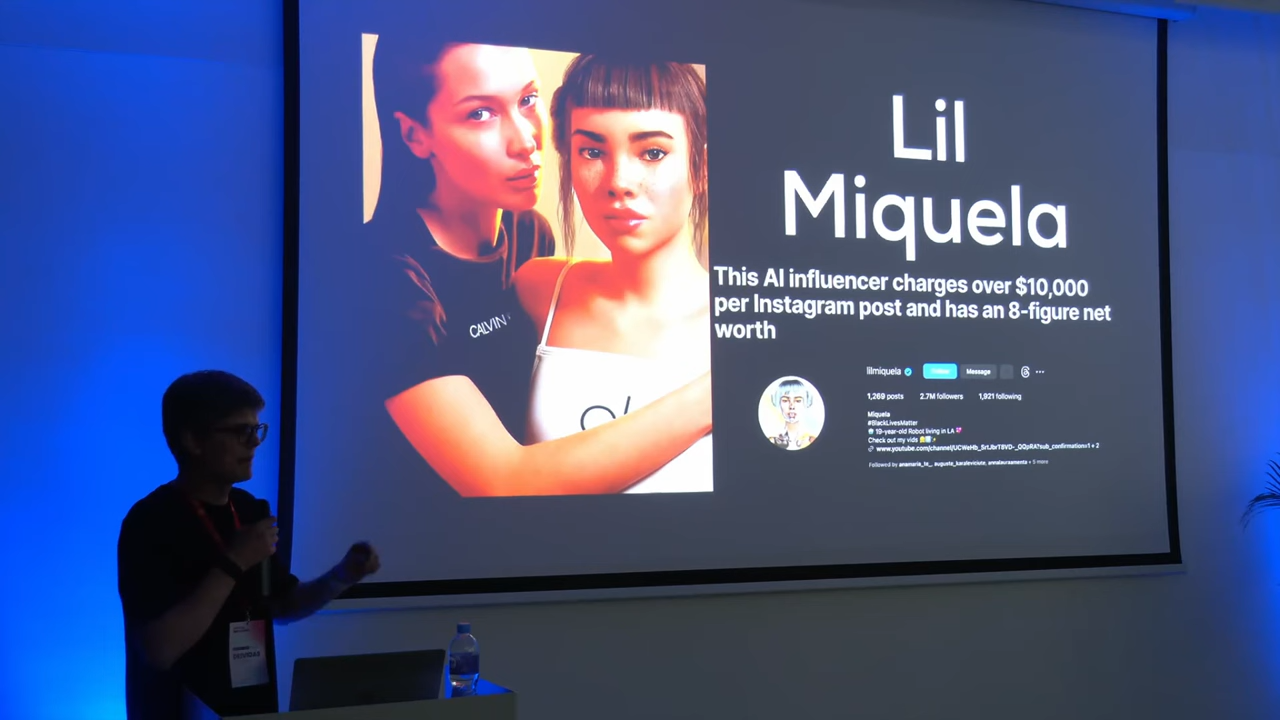 Lil
Miquela
This AI influencer charges over $10,000
per Instagram post and has an 8-figure net
worth
CALVIN
lilmiquela
Message
1,269 posts 2.7M followers 1,921 following
Miquela
#BlackLivesMatter
19-year-old Robot living in LA
Check out my vids
Followed by